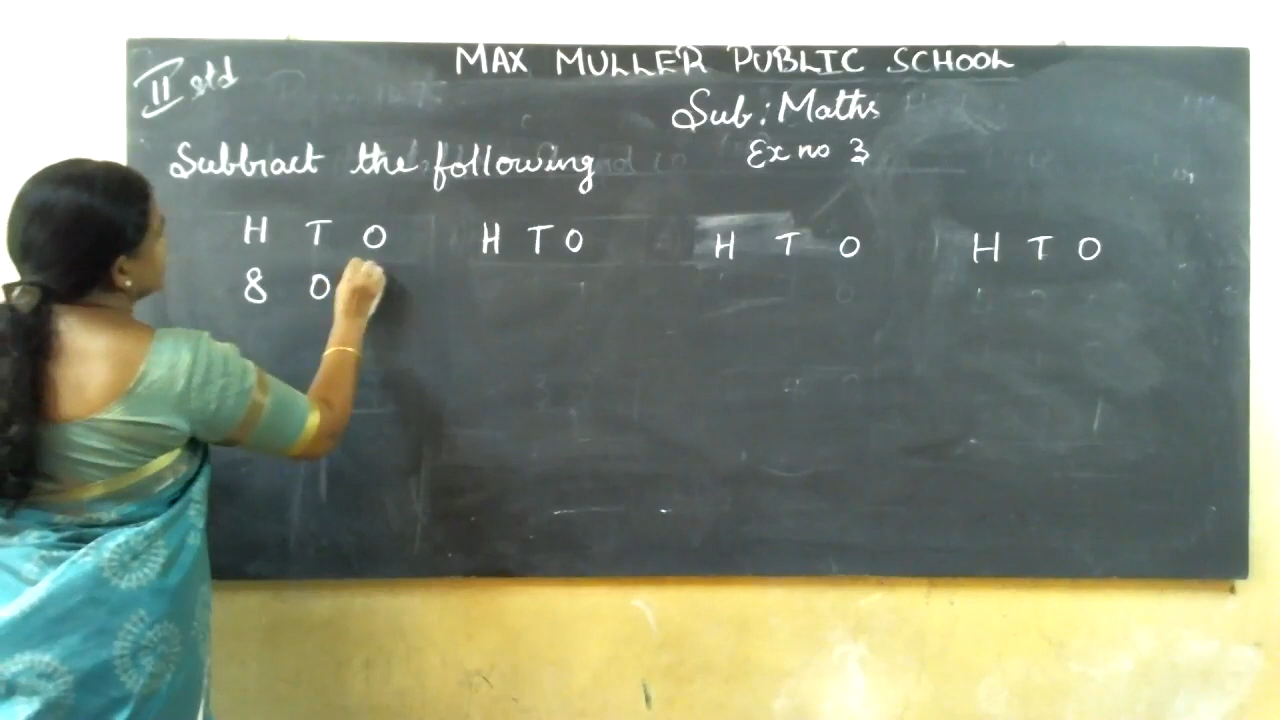 II std
MAX MULLER PUBLIC SCHOOL
Sub: Maths
Ex no 3
Subtract the following
H T O H T O H T O H T O
8 0